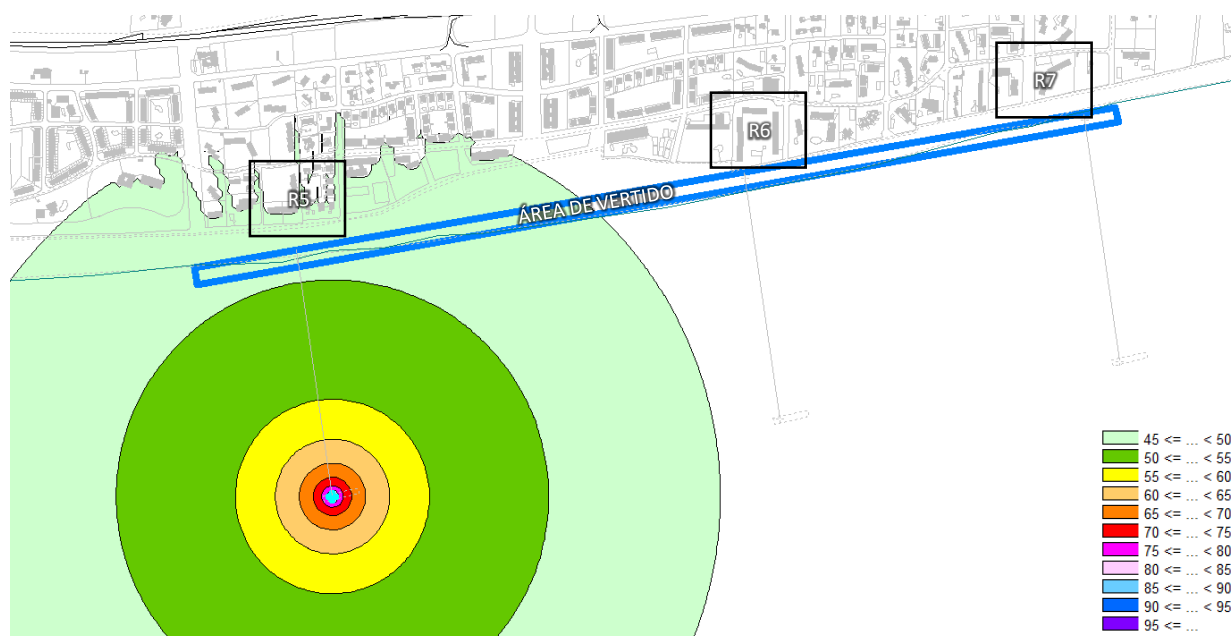 R7
R6
R5
ÁREA DE VERTIDO
45 <= ... < 50
50 <= ... < 55
55 <= ... < 60
60 <= ... < 65
65 <= ... < 70
70 <= ... < 75
75 <= ... < 80
80 <= ... < 85
85 <= ... < 90
90 <= ... < 95
95 <= ...